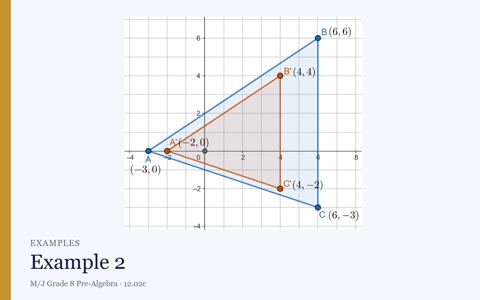 6
B (6, 6)
B' (4, 4)
4
2
A' (−2, 0)
−4
−2
0
4
6
8
A
(−3, 0)
−2
C' (4, −2)
C (6, −3)
−4
EXAMPLES
Example 2
M/J Grade 8 Pre-Algebra · 12.02c